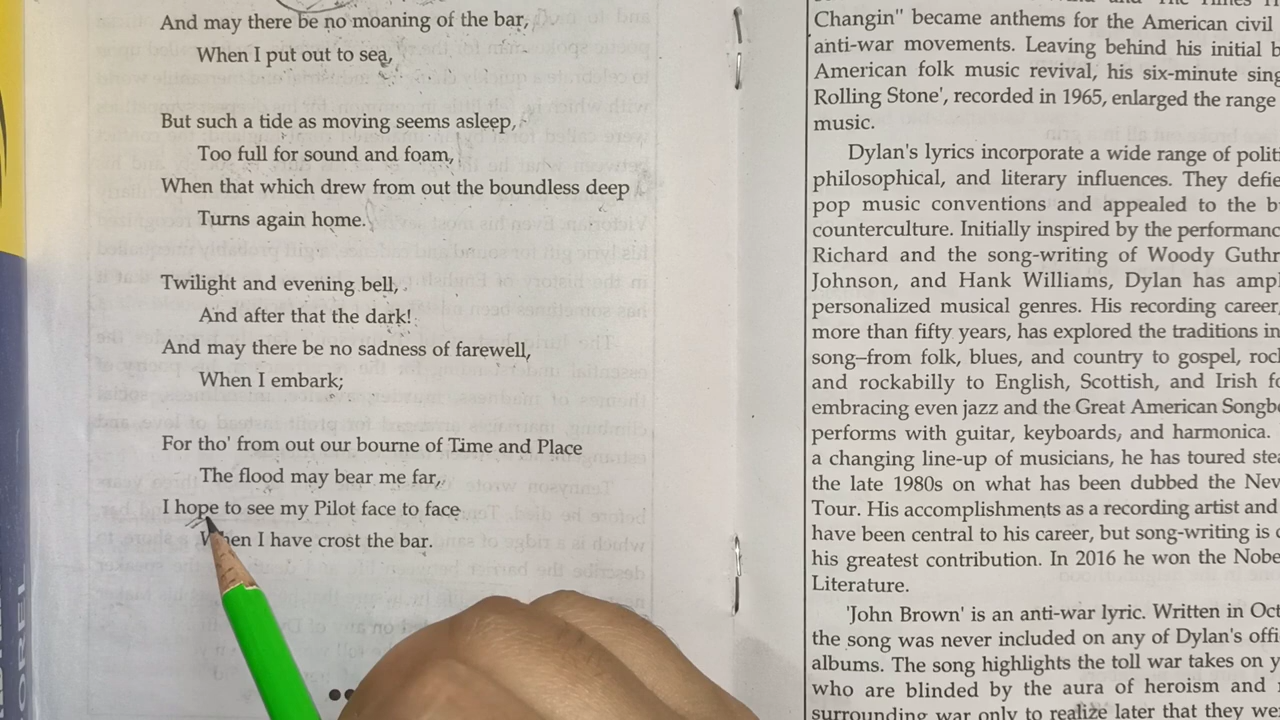 And may there be no moaning of the bar,
When I put out to sea,
But such a tide as moving seems asleep,
Too full for sound and foam,
When that which drew from out the boundless deep
Turns again home.
Twilight and evening bell,
And after that the dark!
And may there be no sadness of farewell,
When I embark;
For tho' from out our bourne of Time and Place
The flood may bear me far,
I hope to see my Pilot face to face
When I have crost the bar.
Changin" became anthems for the American civil
anti-war movements. Leaving behind his initial
American folk music revival, his six-minute
Rolling Stone', recorded in 1965, enlarged the range
music.
Dylan's lyrics incorporate a wide range of
philosophical, and literary influences. They
pop music conventions and appealed to the
counterculture. Initially inspired by the
Richard and the song-writing of Woody
Johnson, and Hank Williams, Dylan has
personalized musical genres. His recording career,
more than fifty years, has explored the traditions in
song–from folk, blues, and country to gospel,
and rockabilly to English, Scottish, and Irish
embracing even jazz and the Great American
performs with guitar, keyboards, and harmonica.
a changing line-up of musicians, he has toured
the late 1980s on what has been dubbed the
Tour. His accomplishments as a recording artist and
have been central to his career, but song-writing is
his greatest contribution. In 2016 he won the
Literature.
'John Brown' is an anti-war lyric. Written in
the song was never included on any of Dylan's
albums. The song highlights the toll war takes on
who are blinded by the aura of heroism and
surrounding war only to realize later that they